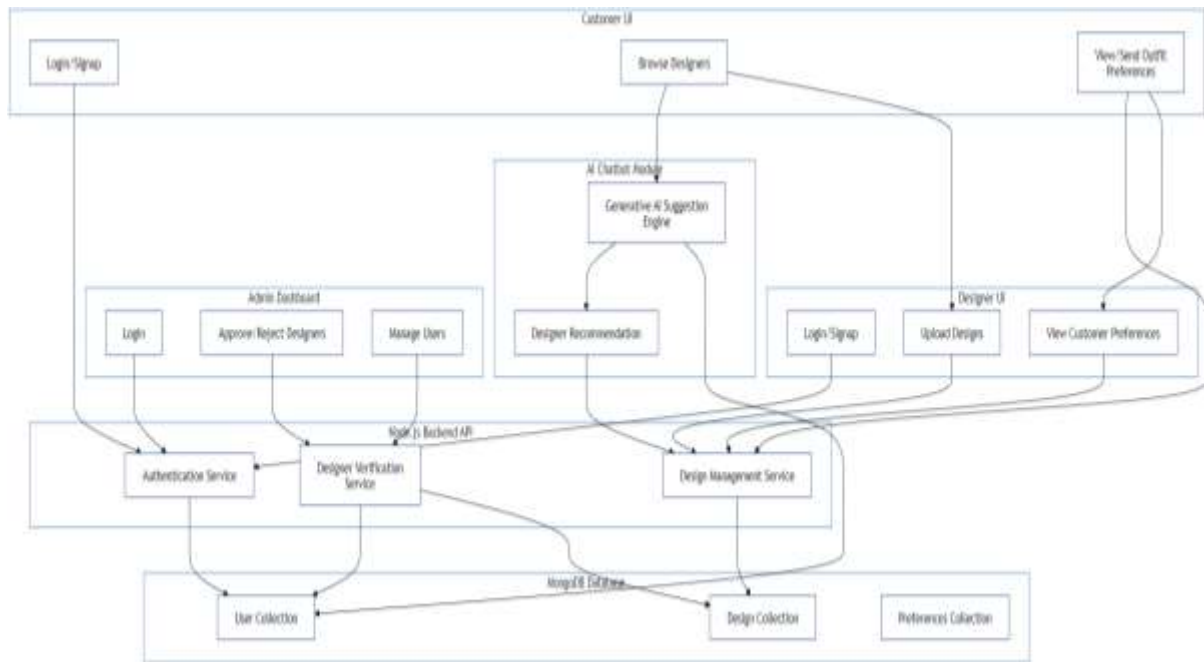 Customer UI
Login/Signup
Browse Designers
View/Send Outfit
Preferences
AI Chatbot Module
Generative AI Suggestion
Engine
Admin Dashboard
Designer UI
Login
Approve/Reject Designers
Manage Users
Designer Recommendation
Login/Signup
Upload Designs
View Customer Preferences
Node.js Backend API
Authentication Service
Designer Verification
Service
Design Management Service
MongoDB Database
User Collection
Design Collection
Preferences Collection